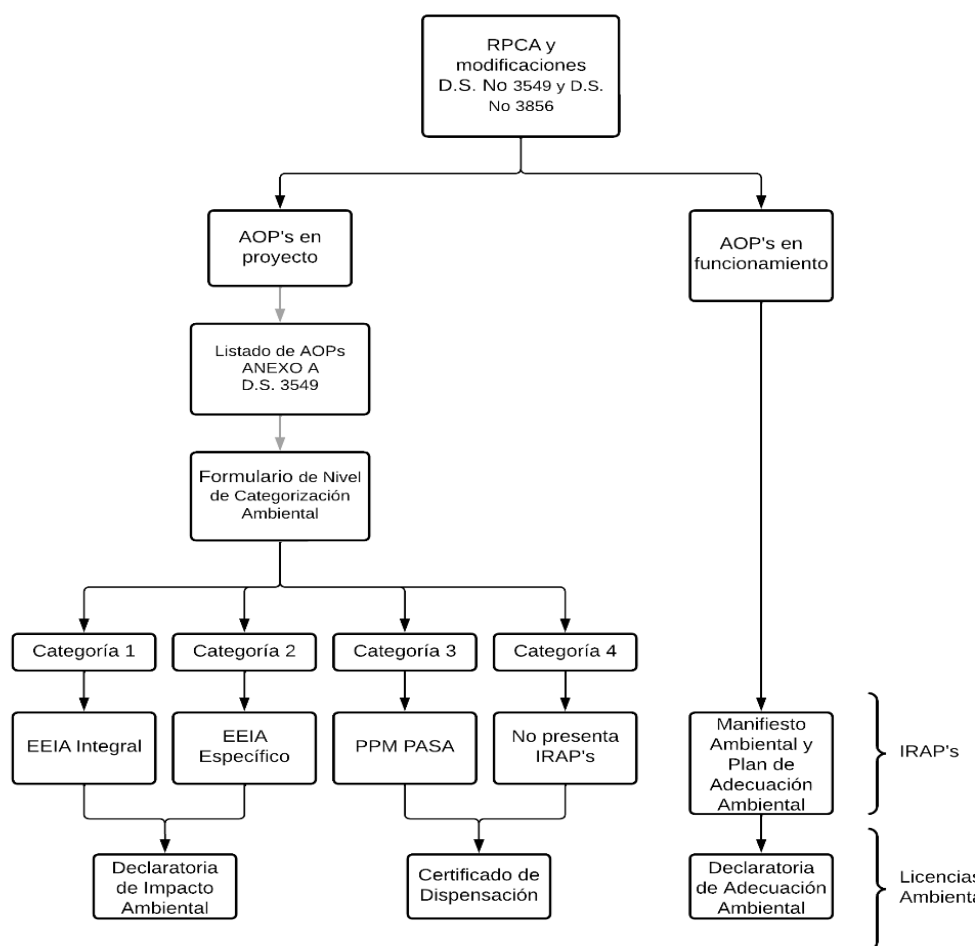 RPCA y
modificaciones
D.S. No 3549 y D.S.
No 3856
AOP's en
proyecto
AOP's en
funcionamiento
Listado de AOPs
ANEXO A
D.S. 3549
Formulario de Nivel
de Categorización
Ambiental
Categoría 1
Categoría 2
Categoría 3
Categoría 4
EEIA Integral
EEIA
Específico
PPM PASA
No presenta
IRAP's
Manifiesto
Ambiental y
Plan de
Adecuación
Ambiental
IRAP's
Declaratoria
de Impacto
Ambiental
Certificado de
Dispensación
Declaratoria
de Adecuación
Ambiental
Licencias
Ambienta